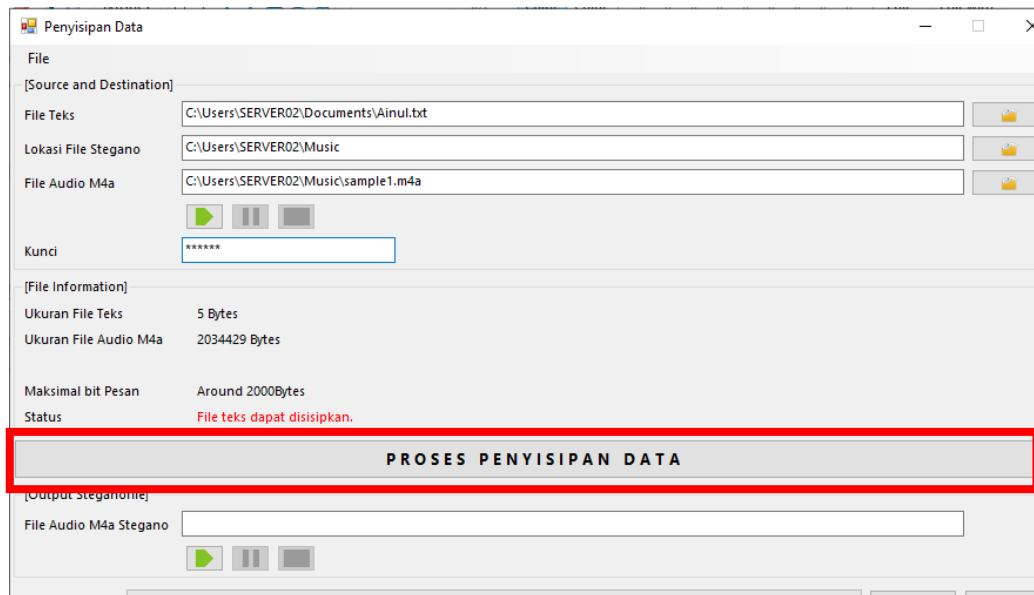 Penyisipan Data
File
[Source and Destination]
File Teks C:\Users\SERVER02\Documents\Ainul.txt
Lokasi File Stegano C:\Users\SERVER02\Music
File Audio M4a C:\Users\SERVER02\Music\sample1.m4a
Kunci ******
[File Information]
Ukuran File Teks 5 Bytes
Ukuran File Audio M4a 2034429 Bytes
Maksimal bit Pesan Around 2000Bytes
Status File teks dapat disisipkan.
PROSES PENYISIPAN DATA
[Output Steganofile]
File Audio M4a Stegano